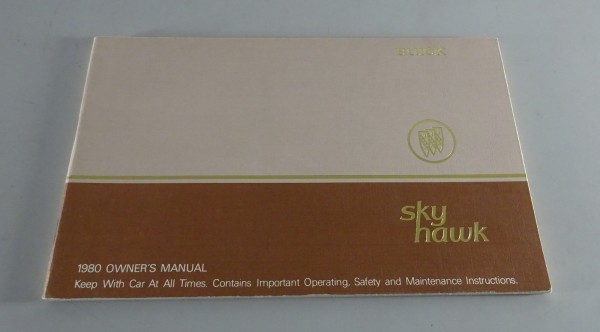 BUICK
sky
hawk
1980 OWNER'S MANUAL
Keep With Car At All Times. Contains Important Operating, Safety and Maintenance Instructions.